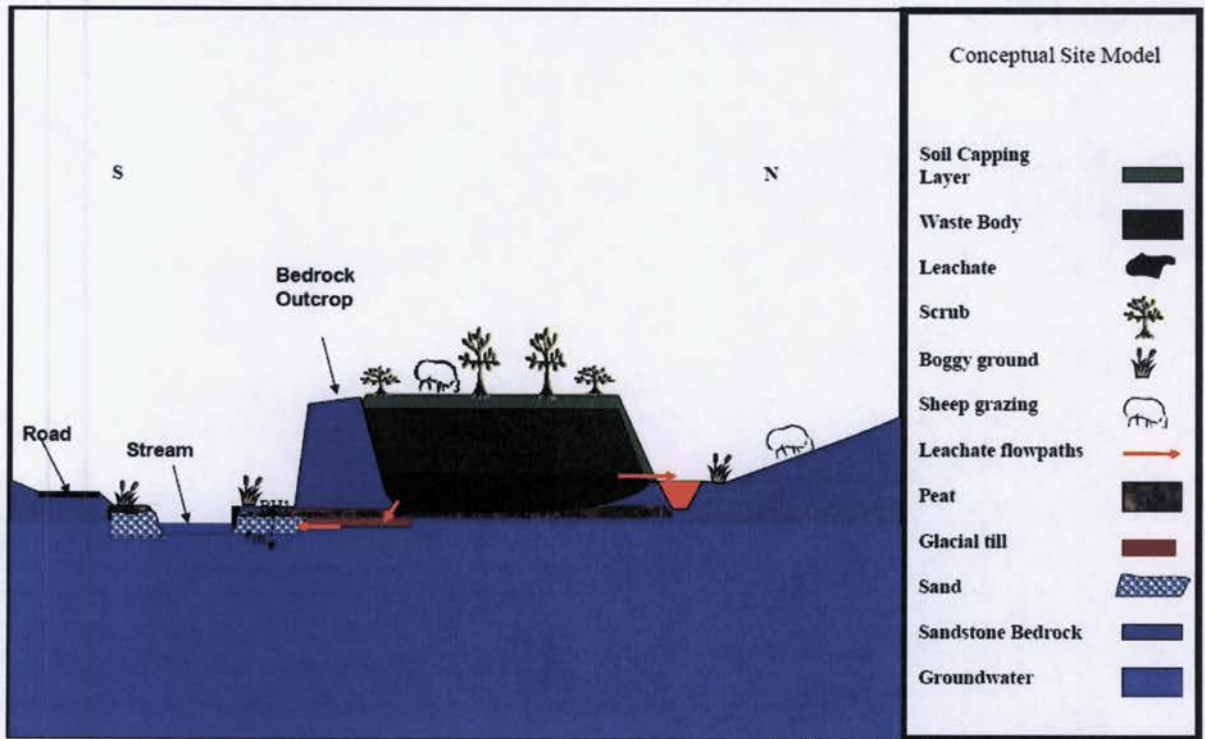 Conceptual Site Model
S
N
Bedrock
Outcrop
Road
Stream
BH1
Soil Capping
Layer
Waste Body
Leachate
Scrub
Boggy ground
Sheep grazing
Leachate flowpaths
Peat
Glacial till
Sand
Sandstone Bedrock
Groundwater